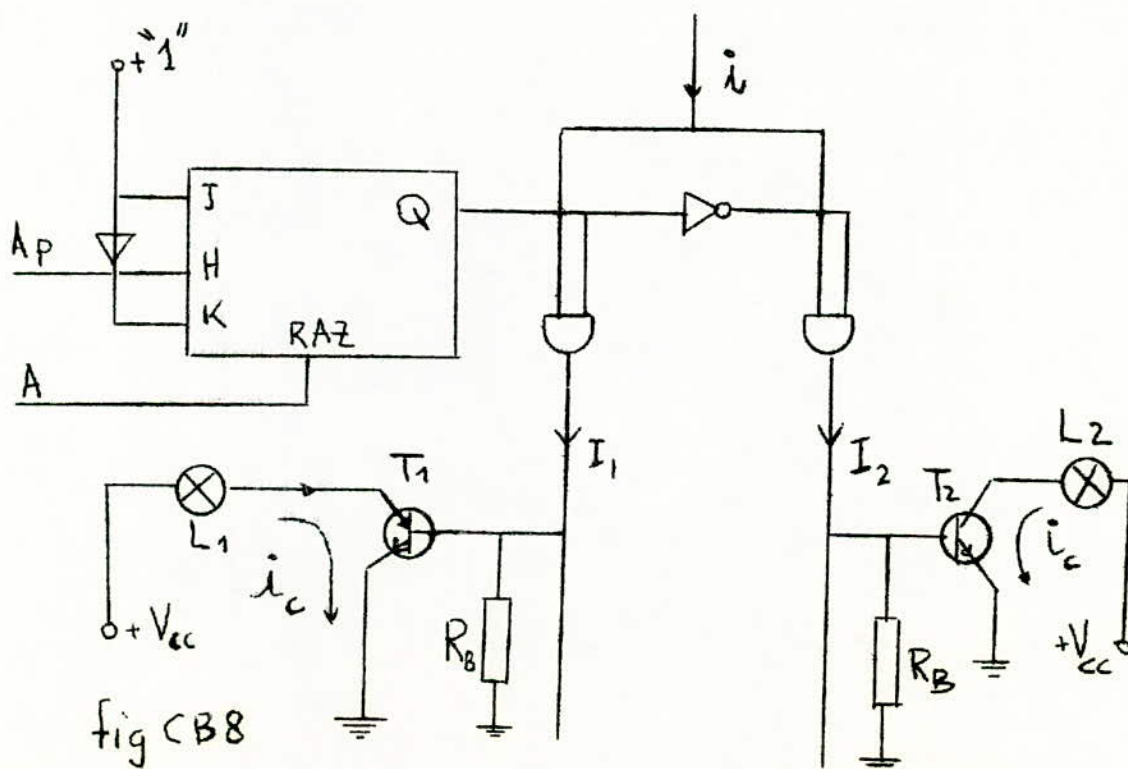 +"1"
i
J
Q
Ap
H
K
RAZ
A
I1
I2
L2
T1
T2
L1
ic
ic
+Vcc
RB
RB
+Vcc
fig CB8